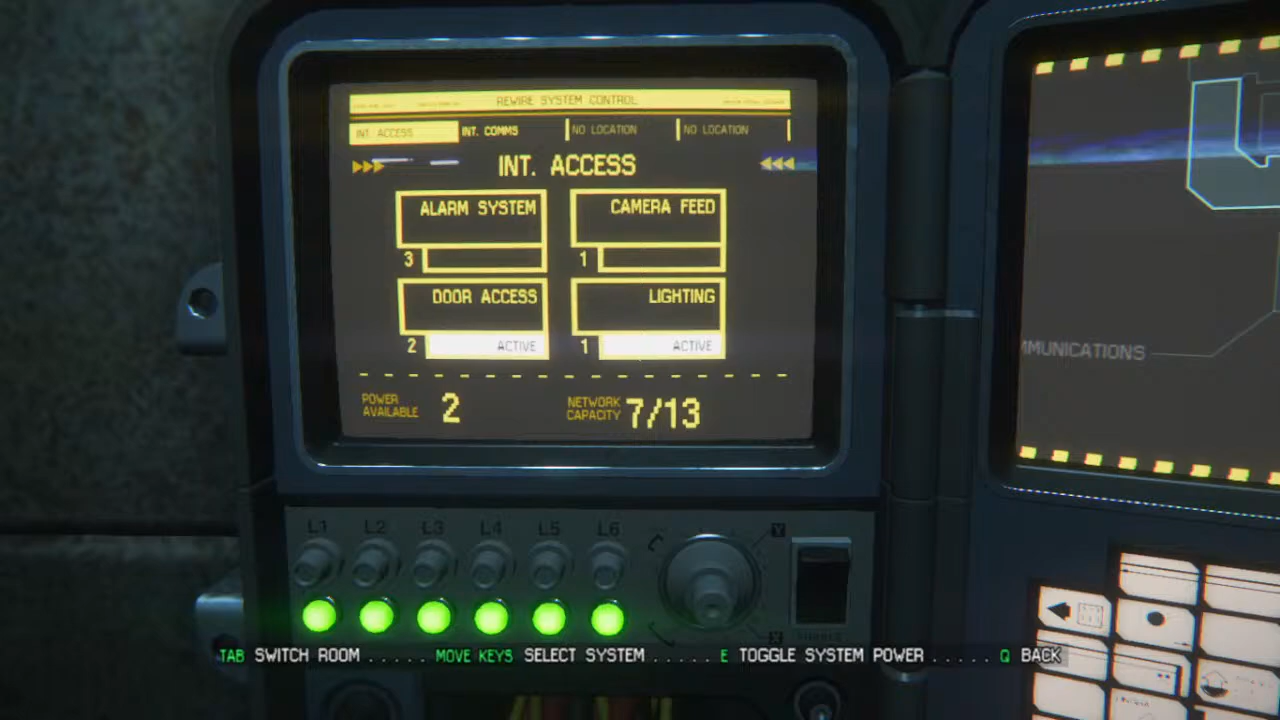 REWIRE SYSTEM CONTROL
INT. ACCESS INT. COMMS NO LOCATION NO LOCATION
INT. ACCESS
ALARM SYSTEM CAMERA FEED
3 1
DOOR ACCESS LIGHTING
2 ACTIVE 1 ACTIVE
POWER AVAILABLE 2 NETWORK CAPACITY 7/13
MMUNICATIONS
L1 L2 L3 L4 L5 L6
Y
X
TAB SWITCH ROOM ..... MOVE KEYS SELECT SYSTEM ..... E TOGGLE SYSTEM POWER ..... Q BACK